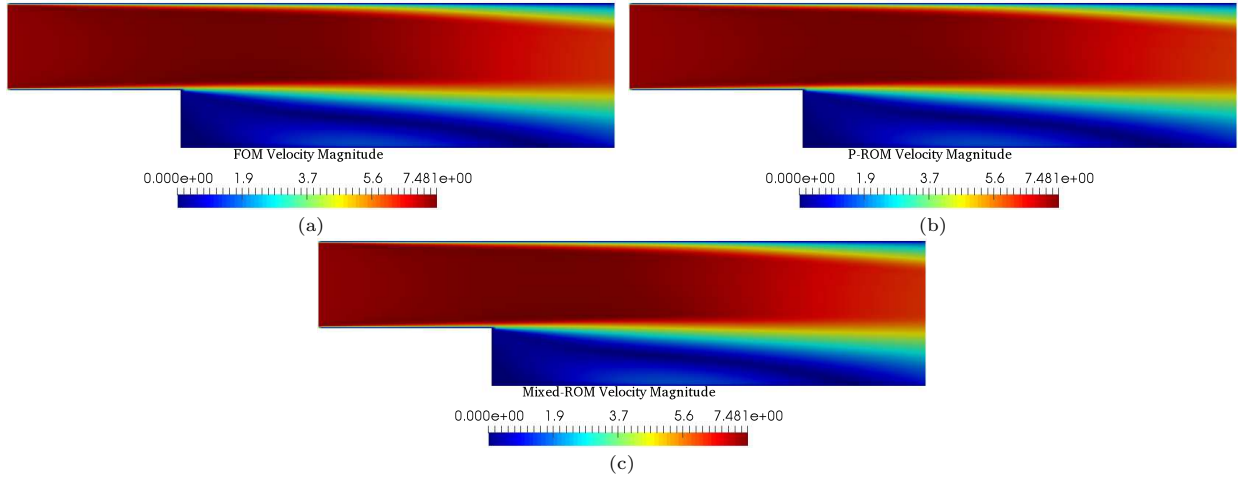 FOM Velocity Magnitude
0.000e+00 1.9 3.7 5.6 7.481e+00
(a)
P-ROM Velocity Magnitude
0.000e+00 1.9 3.7 5.6 7.481e+00
(b)
Mixed-ROM Velocity Magnitude
0.000e+00 1.9 3.7 5.6 7.481e+00
(c)